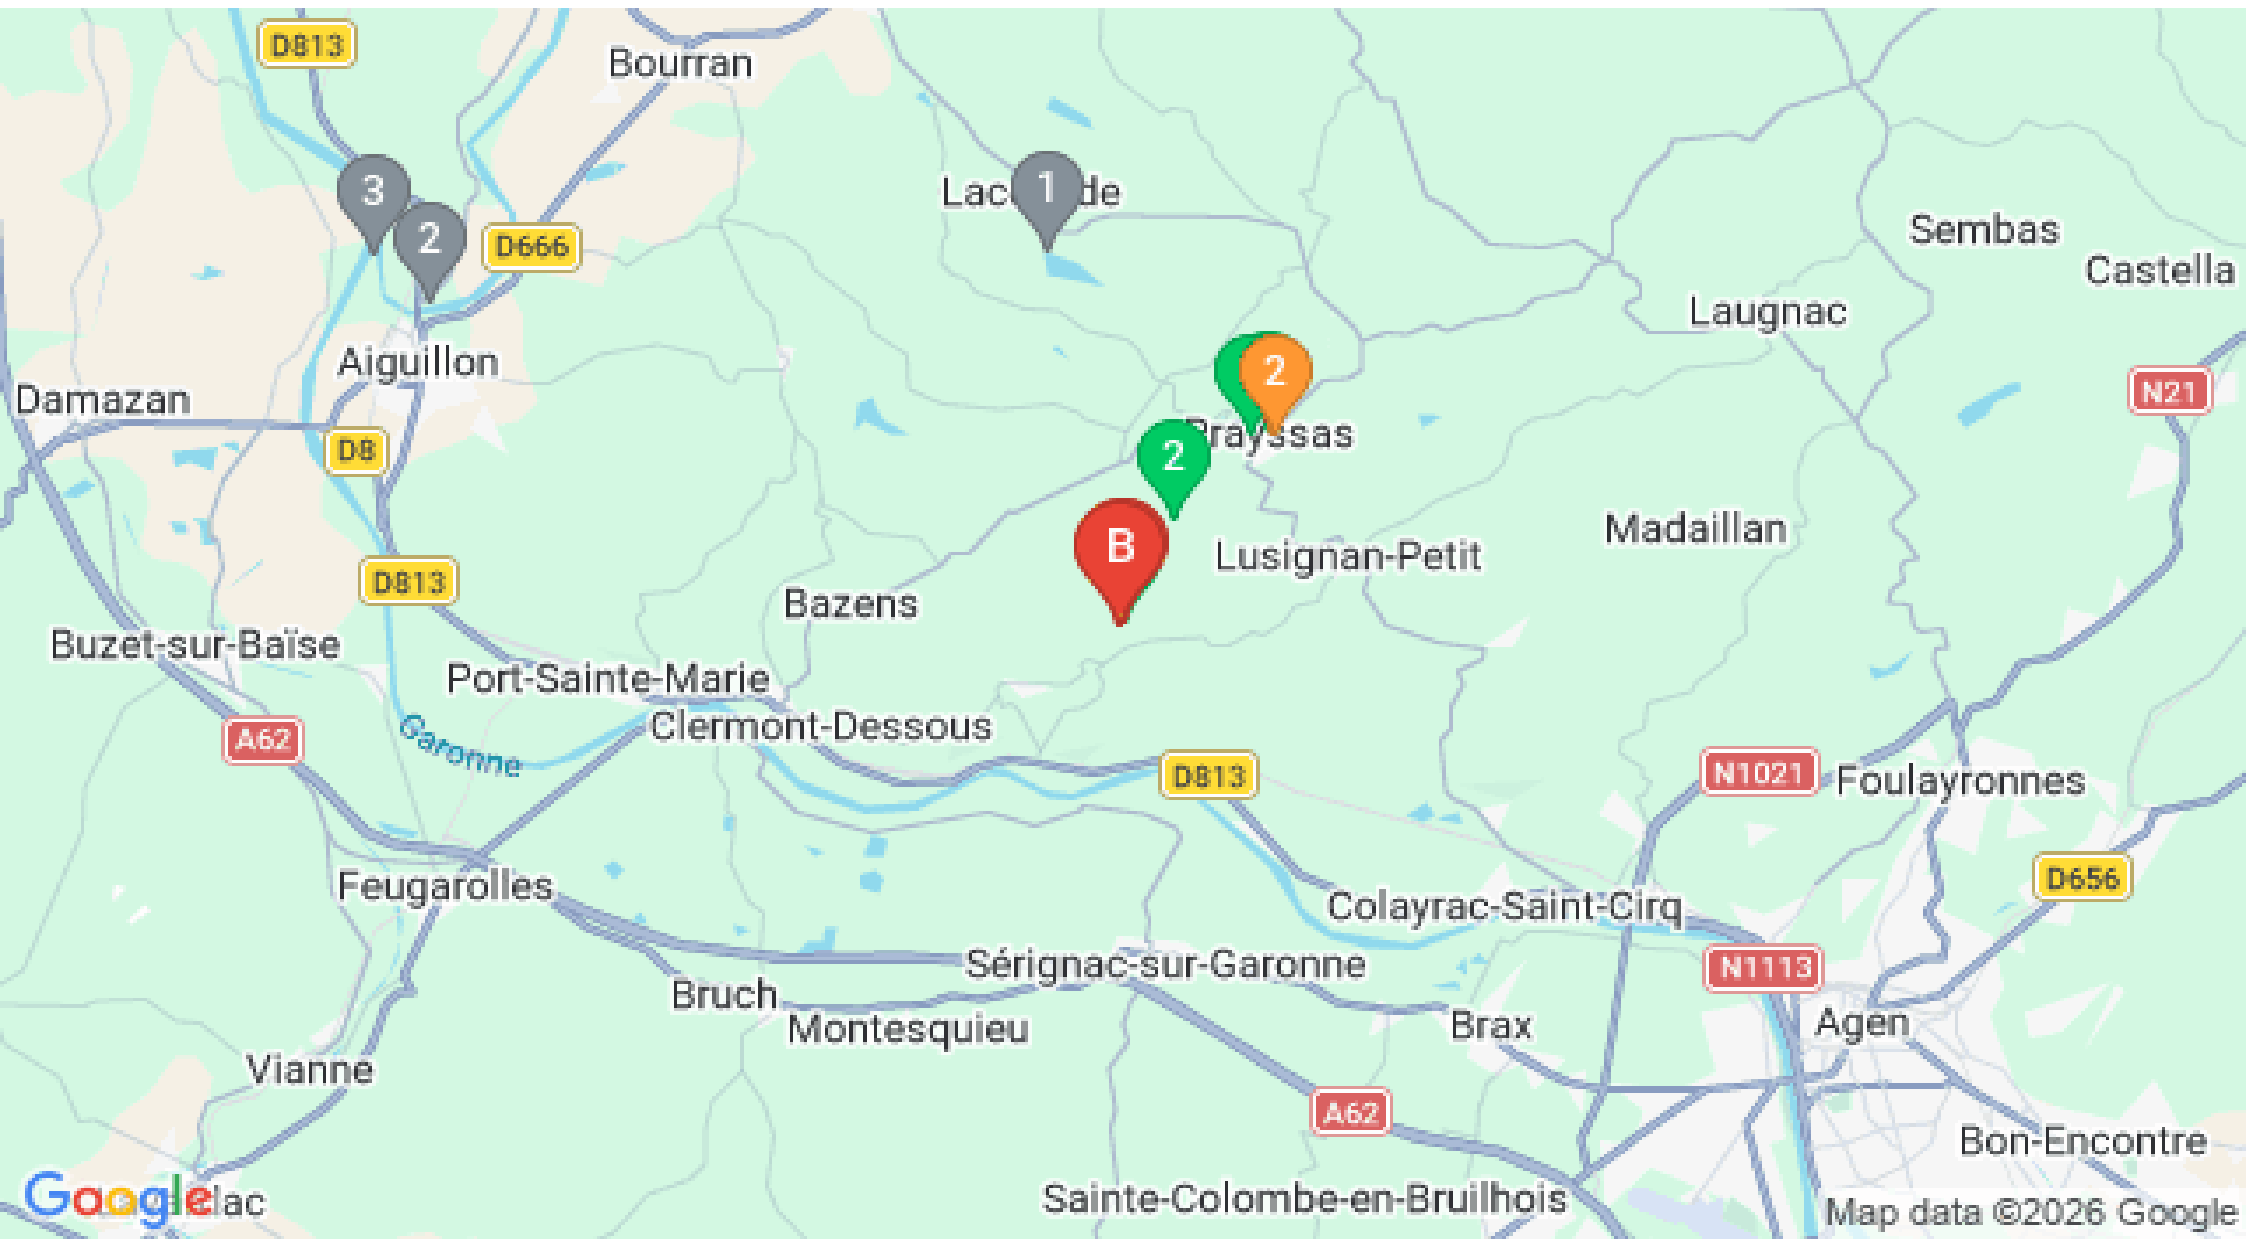 D813
Bourran
3
2
D666
1
Sembas
Castella
Laugnac
Aiguillon
2
N21
Damazan
Prayssas
D8
2
Madaillan
B
Lusignan-Petit
D813
Bazens
Buzet-sur-Baïse
Port-Sainte-Marie
Clermont-Dessous
A62
Garonne
D813
N1021
Foulayronnes
D656
Feugarolles
Colayrac-Saint-Cirq
Sérignac-sur-Garonne
N1113
Bruch
Montesquieu
Brax
Agen
Vianne
A62
Bon-Encontre
Google
Sainte-Colombe-en-Bruilhois
Map data ©2026 Google